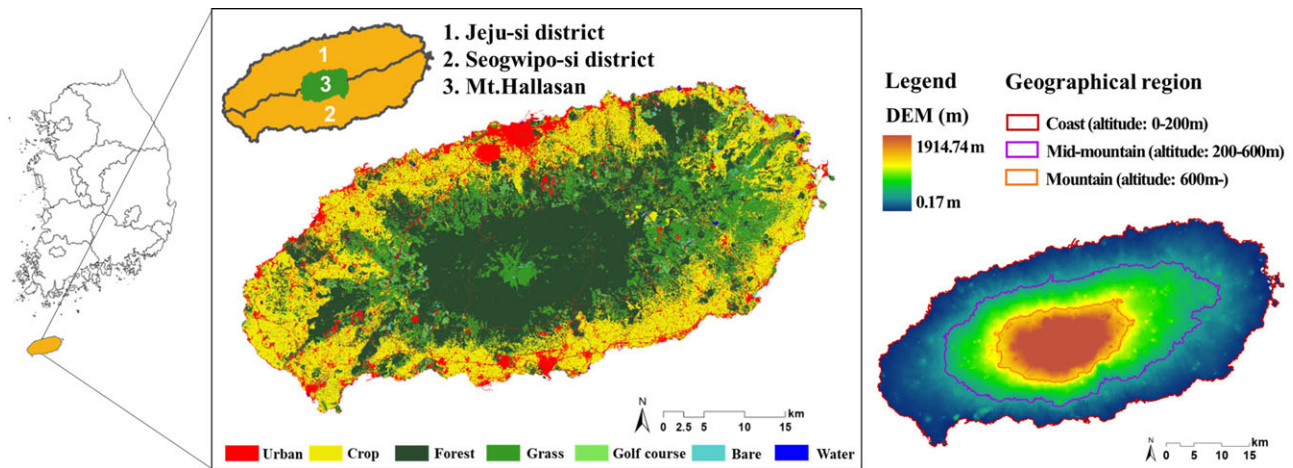 1. Jeju-si district
2. Seogwipo-si district
3. Mt.Hallasan
1
3
2
N
0 2.5 5 10 15
km
Urban Crop Forest Grass Golf course Bare Water
Legend
DEM (m)
1914.74 m
0.17 m
Geographical region
Coast (altitude: 0-200m)
Mid-mountain (altitude: 200-600m)
Mountain (altitude: 600m-)
N
0 5 10 15
km